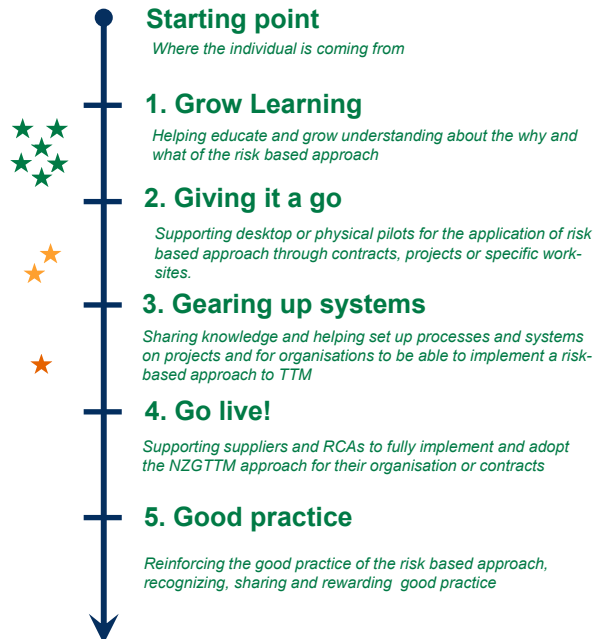 Starting point
Where the individual is coming from
1. Grow Learning
Helping educate and grow understanding about the why and
what of the risk based approach
2. Giving it a go
Supporting desktop or physical pilots for the application of risk
based approach through contracts, projects or specific work-
sites.
3. Gearing up systems
Sharing knowledge and helping set up processes and systems
on projects and for organisations to be able to implement a risk-
based approach to TTM
4. Go live!
Supporting suppliers and RCAs to fully implement and adopt
the NZGTTM approach for their organisation or contracts
5. Good practice
Reinforcing the good practice of the risk based approach,
recognizing, sharing and rewarding  good practice